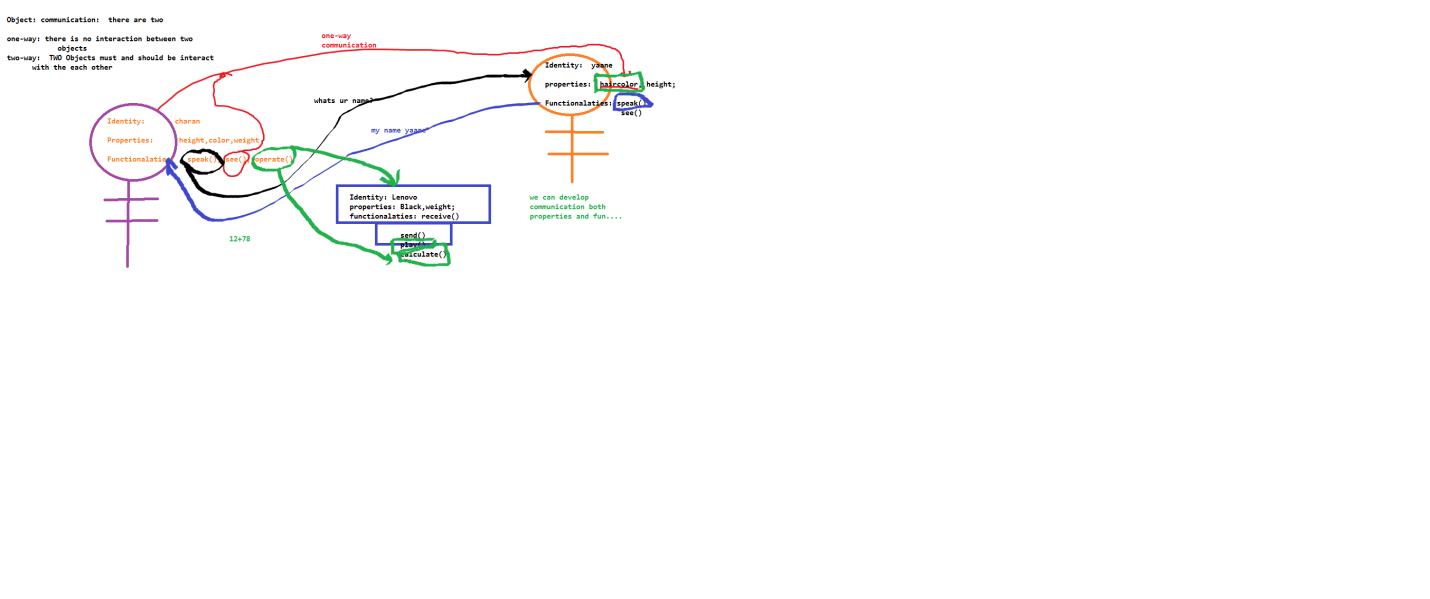 Object: communication:  there are two
one-way: there is no interaction between two
objects
two-way:  TWO Objects must and should be interact
with the each other
one-way
communication
Identity:  yaane
properties: haircolor, height;
Functionalaties: speak()
see()
whats ur name?
my name yaane
Identity:       charan
Properties:      height,color,weight
Functionalatie  speak() see() operate()
Identity: Lenovo
properties: Black,weight;
functionalaties: receive()
send()
play()
calculate()
we can develop
communication both
properties and fun....
12+78